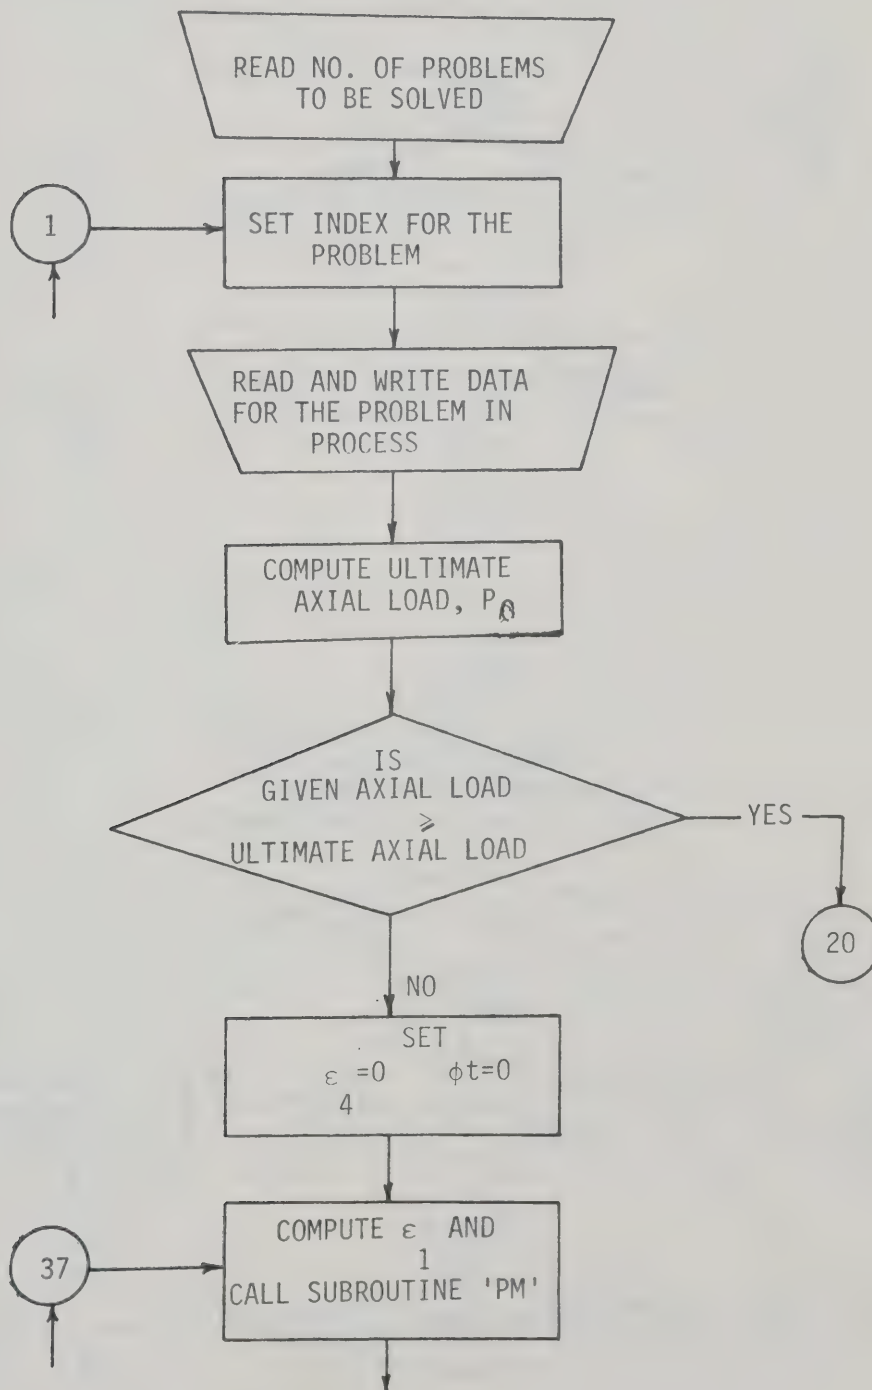 READ NO. OF PROBLEMS
TO BE SOLVED
1
SET INDEX FOR THE
PROBLEM
READ AND WRITE DATA
FOR THE PROBLEM IN
PROCESS
COMPUTE ULTIMATE
AXIAL LOAD, P
IS
GIVEN AXIAL LOAD
⩾
ULTIMATE AXIAL LOAD
YES
20
NO
SET
ε =0 ϕt=0
4
37
COMPUTE ε AND
1
CALL SUBROUTINE 'PM'